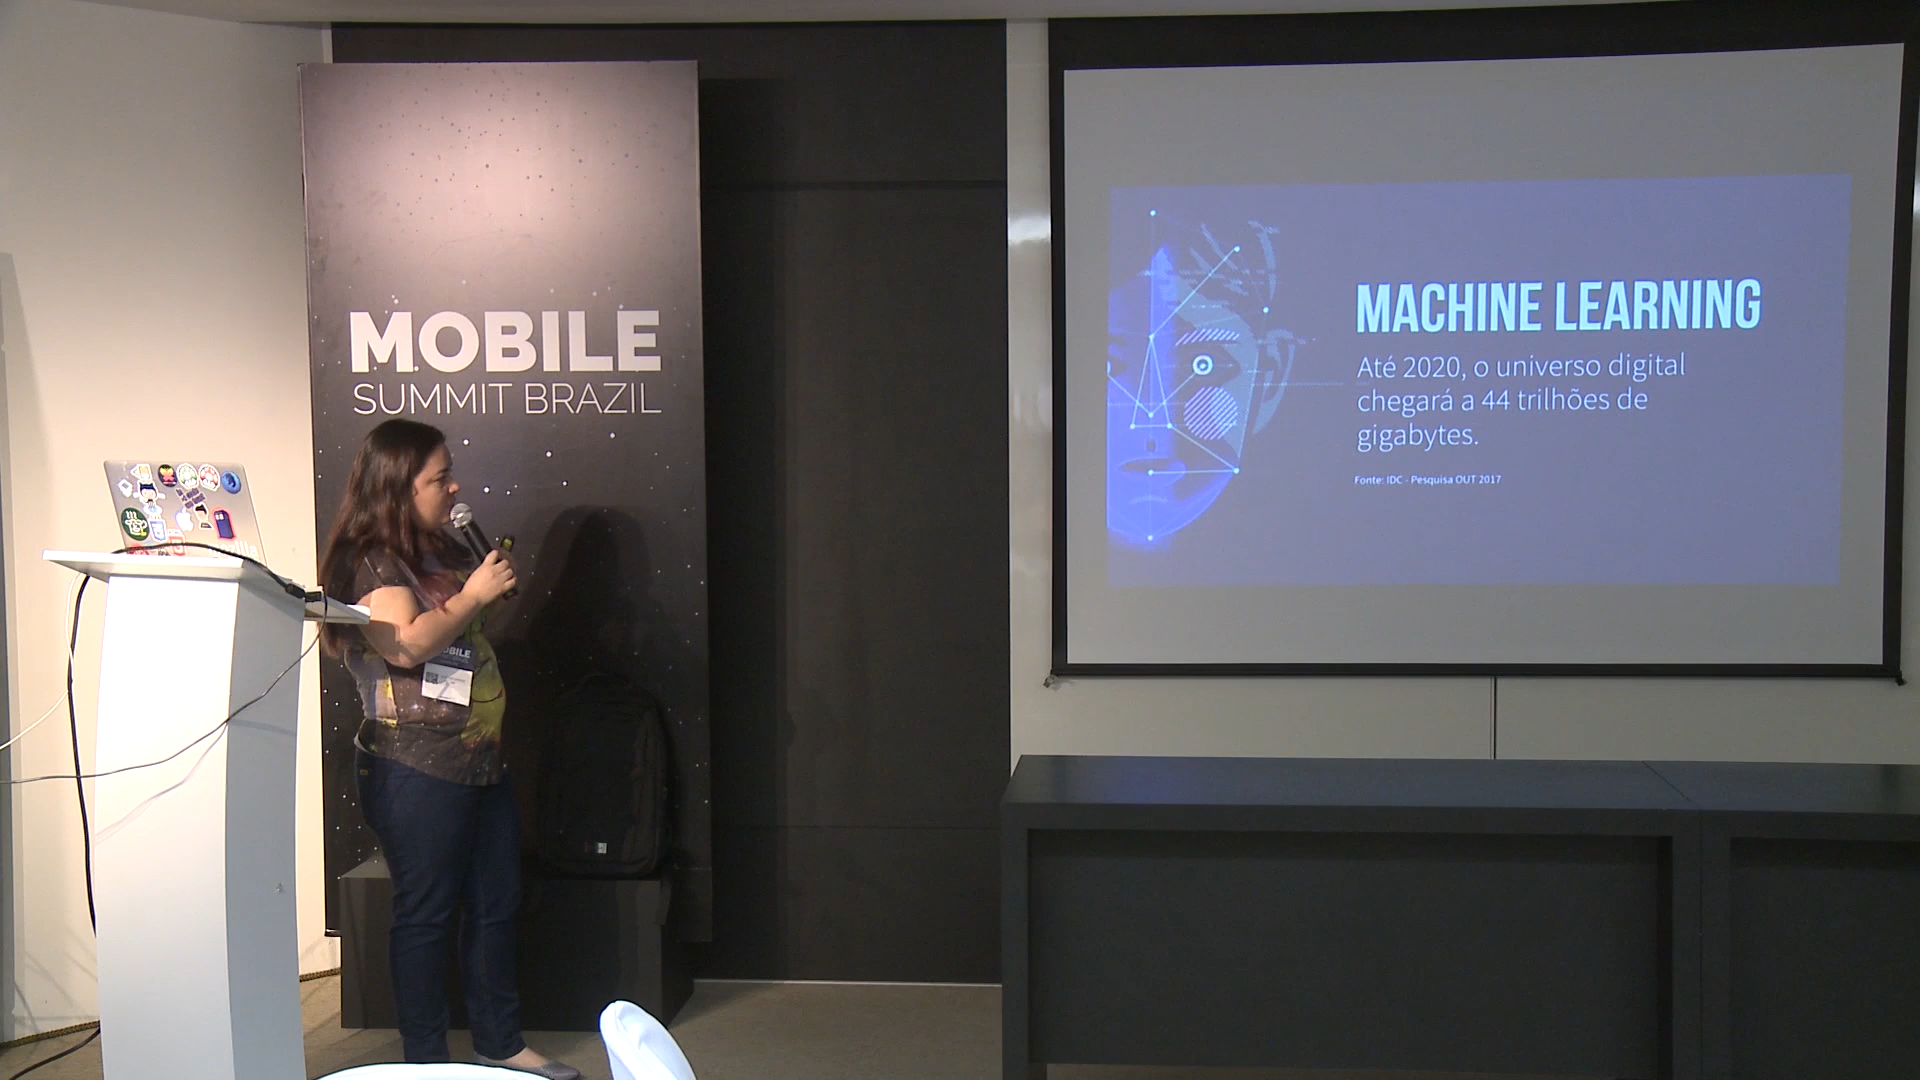 MOBILE
SUMMIT BRAZIL
MACHINE LEARNING
Até 2020, o universo digital
chegará a 44 trilhões de
gigabytes.
Fonte: IDC - Pesquisa OUT 2017